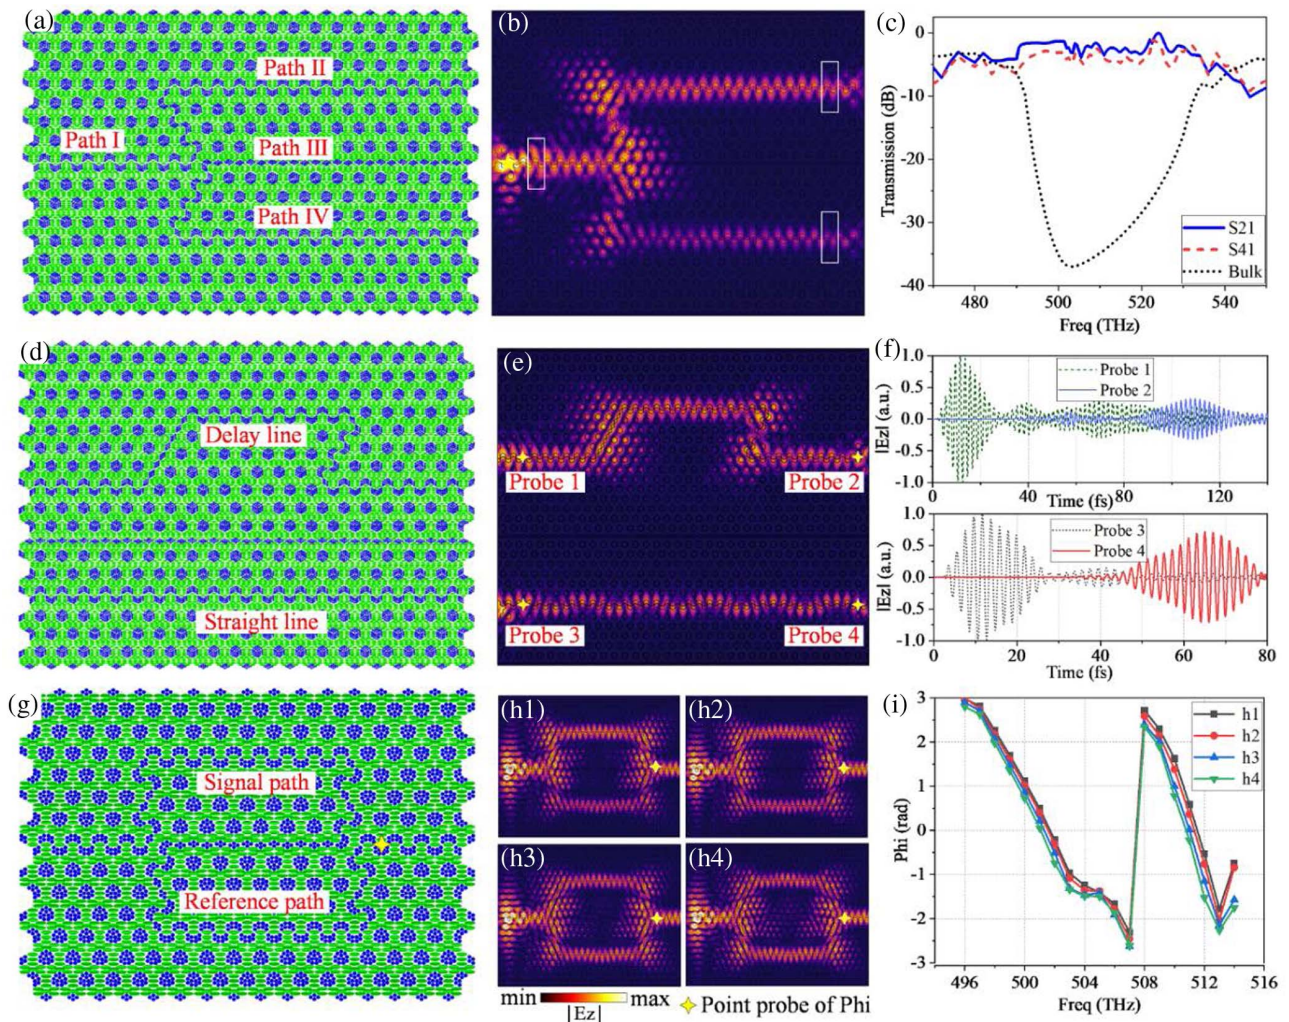 (a)
Path II
Path I
Path III
Path IV
(b)
(c)
0
-10
-20
-30
-40
Transmission (dB)
S21
S41
Bulk
480 500 520 540
Freq (THz)
(d)
Delay line
Straight line
(e)
Probe 1 Probe 2
Probe 3 Probe 4
(f)
1.0
0.5
0.0
-0.5
-1.0
|Ez| (a.u.)
Probe 1
Probe 2
0 40 80 120
Time (fs)
1.0
0.5
0.0
-0.5
-1.0
|Ez| (a.u.)
Probe 3
Probe 4
0 20 40 60 80
Time (fs)
(g)
Signal path
Reference path
(h1) (h2)
(h3) (h4)
min max
|Ez|
Point probe of Phi
(i)
3
2
1
0
-1
-2
-3
Phi (rad)
h1
h2
h3
h4
496 500 504 508 512 516
Freq (THz)